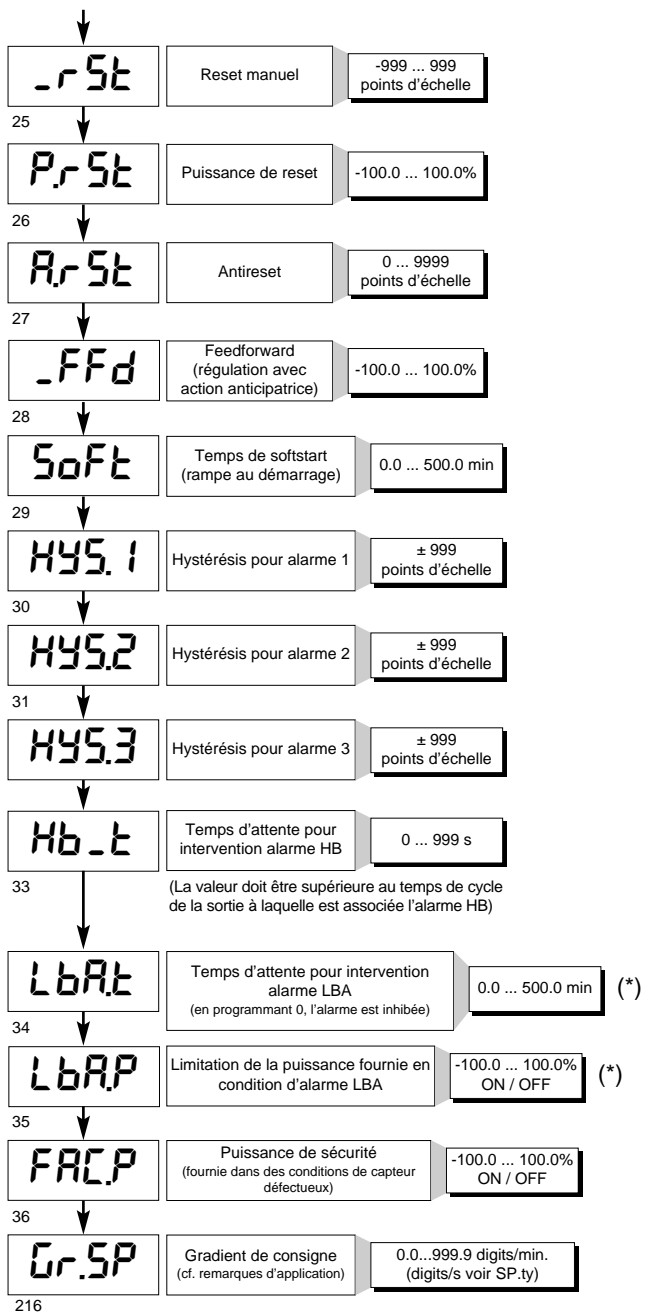 _rSt
Reset manuel
-999 ... 999
points d'échelle
25
P.rSt
Puissance de reset
-100.0 ... 100.0%
26
A.rSt
Antireset
0 ... 9999
points d'échelle
27
_FFd
Feedforward
(régulation avec
action anticipatrice)
-100.0 ... 100.0%
28
SoFt
Temps de softstart
(rampe au démarrage)
0.0 ... 500.0 min
29
HYS.1
Hystérésis pour alarme 1
± 999
points d'échelle
30
HYS.2
Hystérésis pour alarme 2
± 999
points d'échelle
31
HYS.3
Hystérésis pour alarme 3
± 999
points d'échelle
Hb_t
Temps d'attente pour
intervention alarme HB
0 ... 999 s
33
(La valeur doit être supérieure au temps de cycle
de la sortie à laquelle est associée l'alarme HB)
LbA.t
Temps d'attente pour intervention
alarme LBA
(en programmant 0, l'alarme est inhibée)
0.0 ... 500.0 min
(*)
34
LbA.P
Limitation de la puissance fournie en
condition d'alarme LBA
-100.0 ... 100.0%
ON / OFF
(*)
35
FAC.P
Puissance de sécurité
(fournie dans des conditions de capteur
défectueux)
-100.0 ... 100.0%
ON / OFF
36
Gr.SP
Gradient de consigne
(cf. remarques d'application)
0.0...999.9 digits/min.
(digits/s voir SP.ty)
216